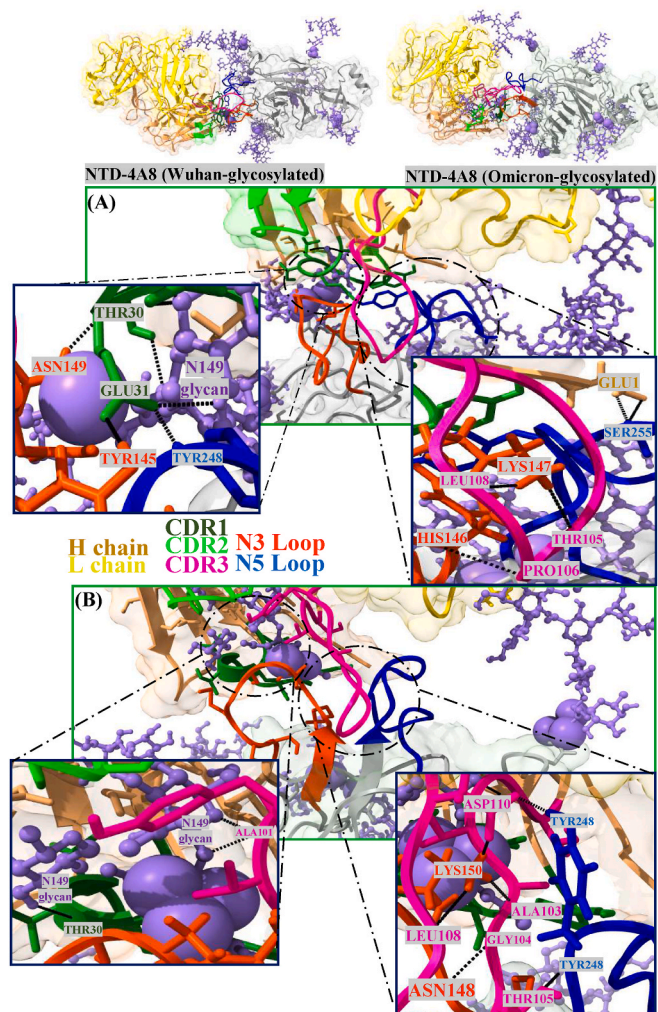 NTD-4A8 (Wuhan-glycosylated)
NTD-4A8 (Omicron-glycosylated)
(A)
THR30
ASN149
N149
glycan
GLU31
TYR145
TYR248
GLU1
SER255
LYS147
LEU108
HIS146
THR105
PRO106
H chain
L chain
CDR1
CDR2
CDR3
N3 Loop
N5 Loop
(B)
N149
glycan
ALA101
N149
glycan
THR30
ASP110
TYR248
LYS150
ALA103
LEU108
GLY104
TYR248
ASN148
THR105